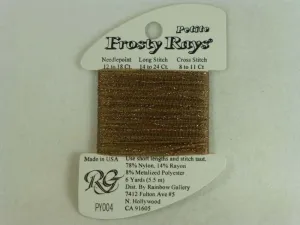 Petite
Frosty Rays®
Needlepoint Long Stitch Cross Stitch
12 to 18 Ct. 14 to 24 Ct. 8 to 11 Ct
Made in USA
Use short lengths and stitch taut.
78% Nylon, 14% Rayon
8% Metalized Polyester
6 Yards (5.5 m)
Dist. By Rainbow Gallery
7412 Fulton Ave #5
N. Hollywood
CA 91605
RG
PY004